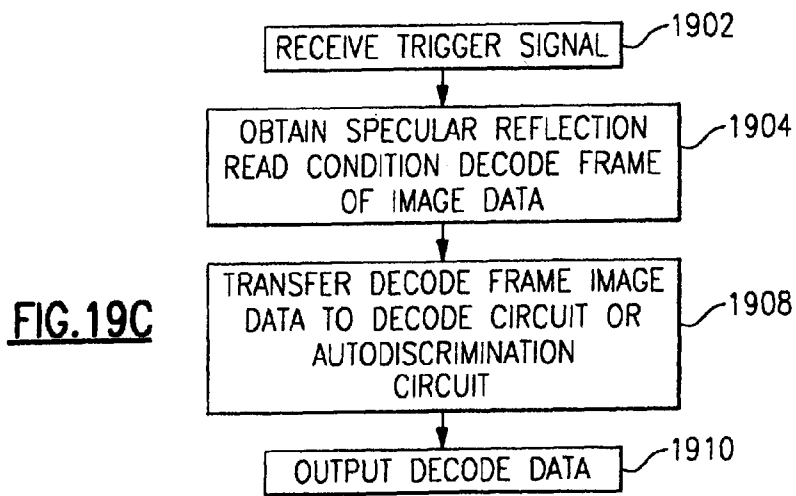 RECEIVE TRIGGER SIGNAL
1902
OBTAIN SPECULAR REFLECTION
READ CONDITION DECODE FRAME
OF IMAGE DATA
1904
TRANSFER DECODE FRAME IMAGE
DATA TO DECODE CIRCUIT OR
AUTODISCRIMINATION
CIRCUIT
1908
FIG.19C
OUTPUT DECODE DATA
1910